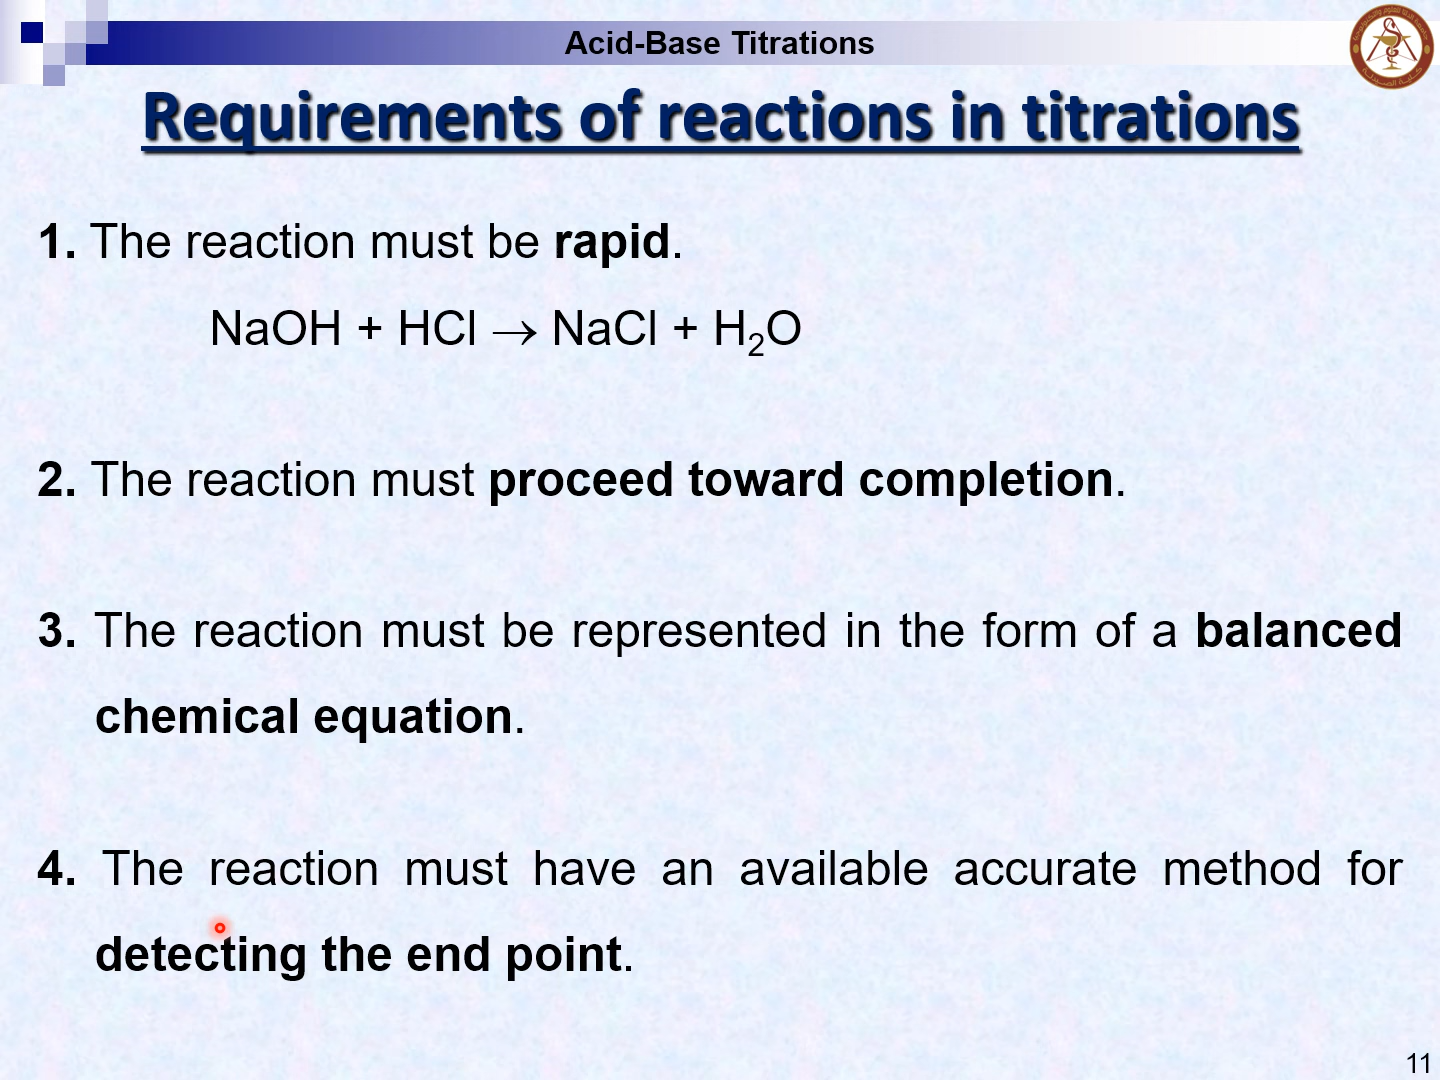 Acid-Base Titrations
Requirements of reactions in titrations
1. The reaction must be rapid.
NaOH + HCl → NaCl + H₂O
2. The reaction must proceed toward completion.
3. The reaction must be represented in the form of a balanced
chemical equation.
4. The reaction must have an available accurate method for
detecting the end point.
11